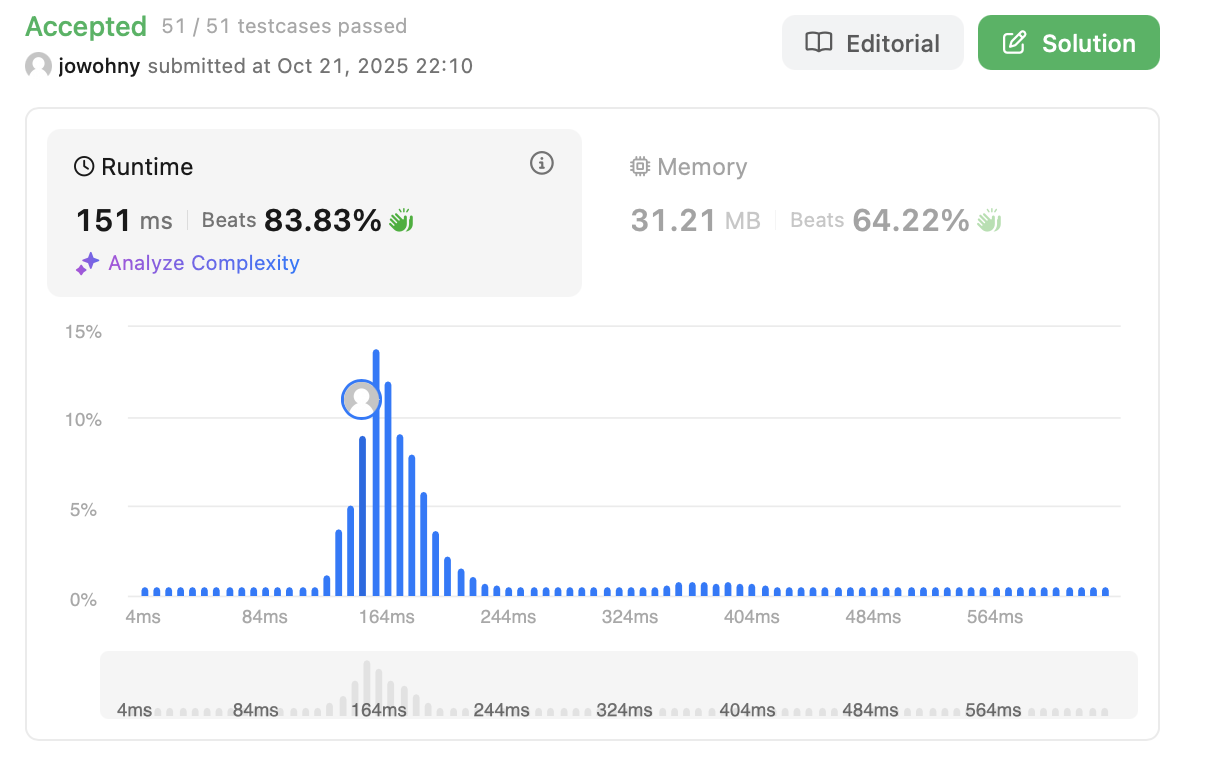 Accepted 51 / 51 testcases passed
jowohny submitted at Oct 21, 2025 22:10
Editorial
Solution
Runtime
151 ms Beats 83.83%
Analyze Complexity
Memory
31.21 MB Beats 64.22%
15%
10%
5%
0%
4ms 84ms 164ms 244ms 324ms 404ms 484ms 564ms
4ms 84ms 164ms 244ms 324ms 404ms 484ms 564ms